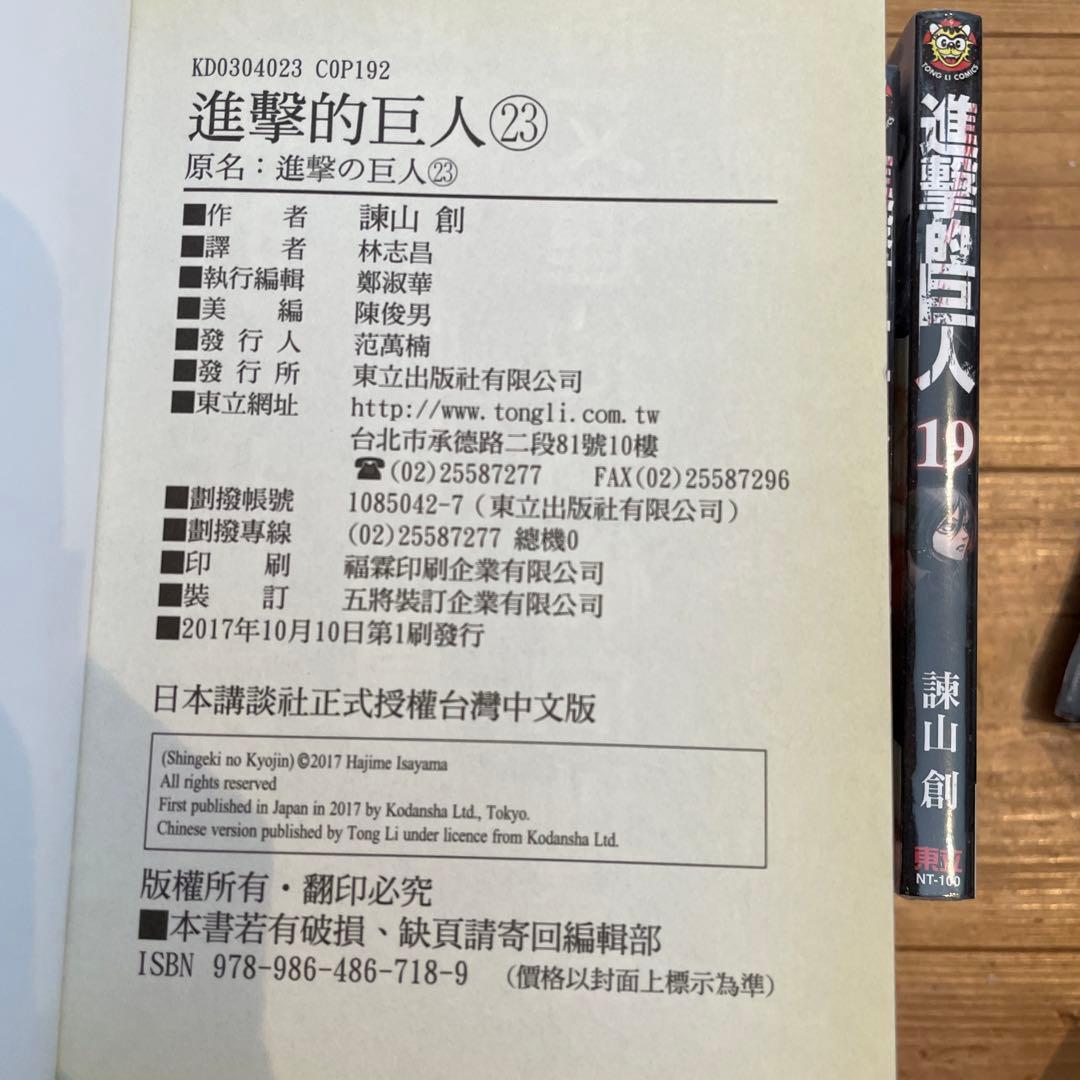 KD0304023 C0P192
進擊的巨人㉓
原名：進撃の巨人㉓
■作　者　諫山 創
■譯　者　林志昌
■執行編輯　鄭淑華
■美　編　陳俊男
■發 行 人　范萬楠
■發 行 所　東立出版社有限公司
■東立網址　http://www.tongli.com.tw
台北市承德路二段81號10樓
☎(02)25587277　FAX(02)25587296
■劃撥帳號　1085042-7（東立出版社有限公司）
■劃撥專線　(02)25587277 總機0
■印　刷　福霖印刷企業有限公司
■裝　訂　五將裝訂企業有限公司
■2017年10月10日第1刷發行
日本講談社正式授權台灣中文版
(Shingeki no Kyojin) ©2017 Hajime Isayama
All rights reserved
First published in Japan in 2017 by Kodansha Ltd., Tokyo.
Chinese version published by Tong Li under licence from Kodansha Ltd.
版權所有・翻印必究
■本書若有破損、缺頁請寄回編輯部
ISBN 978-986-486-718-9　（價格以封面上標示為準）
TONG LI COMICS
進擊的巨人
19
諫山 創
東立
NT-100